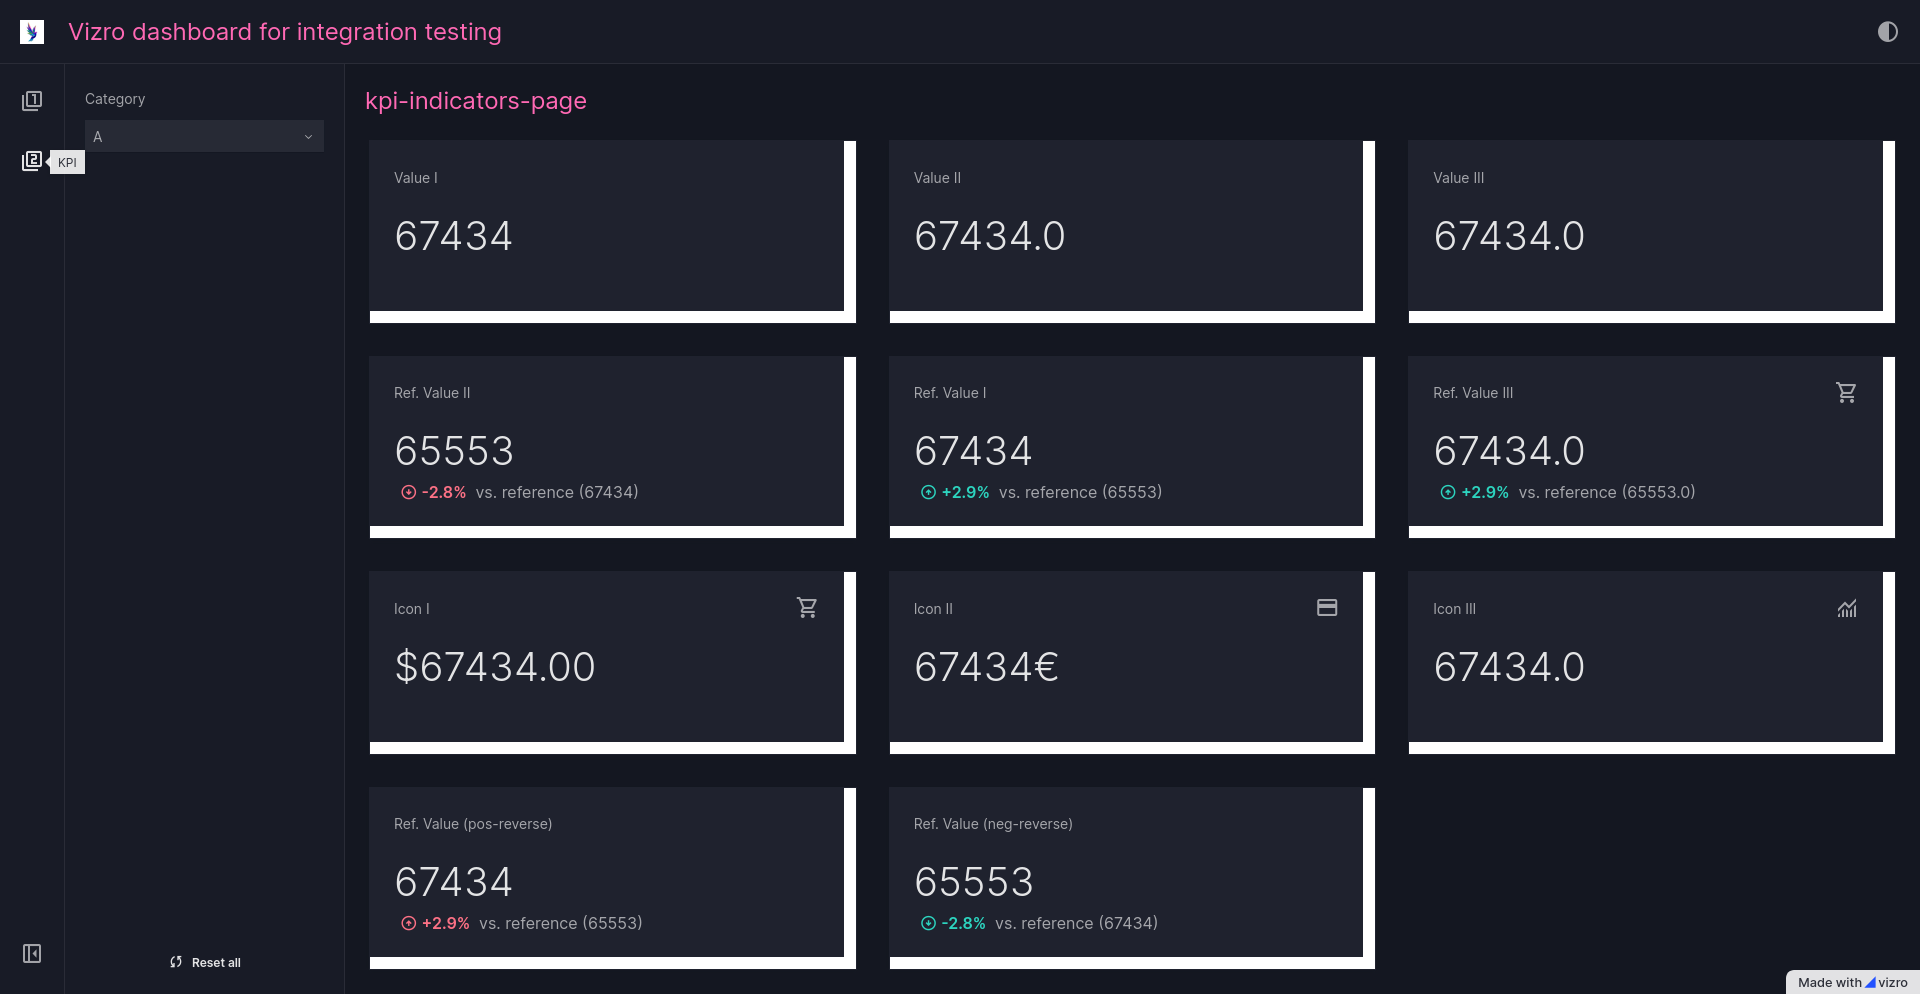 Vizro dashboard for integration testing
1
2
KPI
Category
A
Reset all
kpi-indicators-page
Value I
67434
Value II
67434.0
Value III
67434.0
Ref. Value II
65553
-2.8% vs. reference (67434)
Ref. Value I
67434
+2.9% vs. reference (65553)
Ref. Value III
67434.0
+2.9% vs. reference (65553.0)
Icon I
$67434.00
Icon II
67434€
Icon III
67434.0
Ref. Value (pos-reverse)
67434
+2.9% vs. reference (65553)
Ref. Value (neg-reverse)
65553
-2.8% vs. reference (67434)
Made with vizro